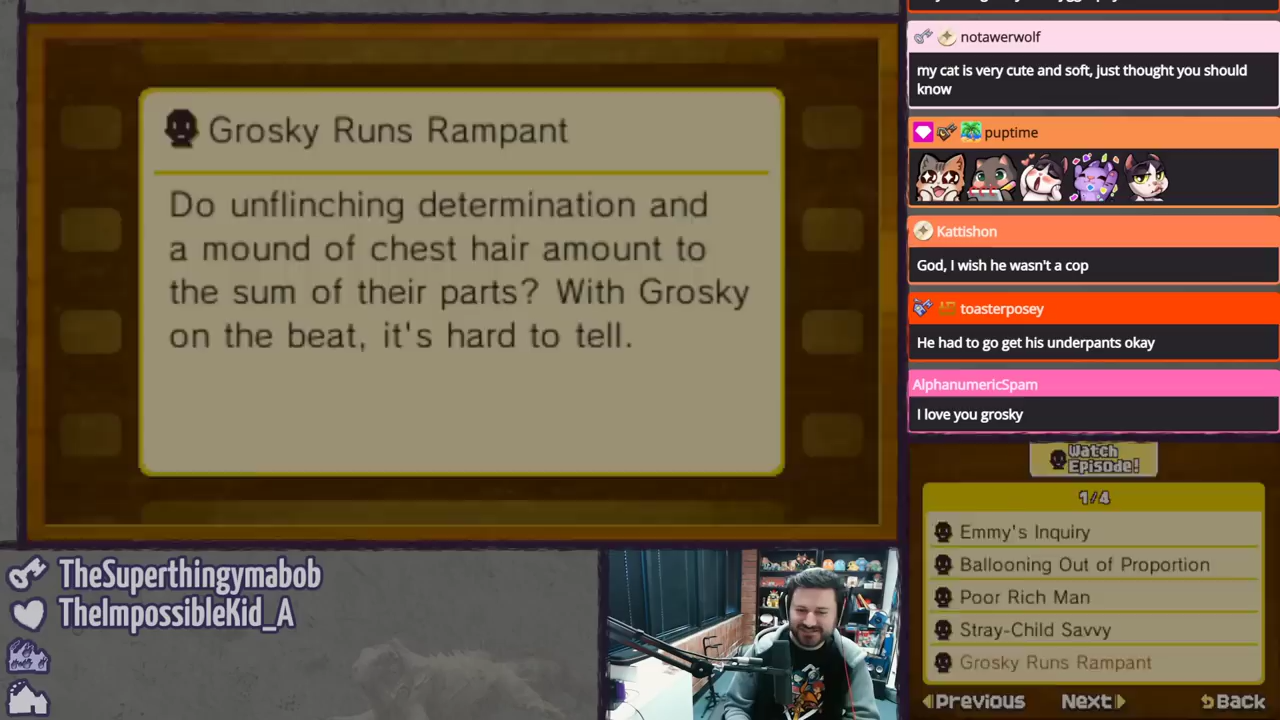 Grosky Runs Rampant
Do unflinching determination and
a mound of chest hair amount to
the sum of their parts? With Grosky
on the beat, it's hard to tell.
notawerwolf
my cat is very cute and soft, just thought you should
know
puptime
Kattishon
God, I wish he wasn't a cop
toasterposey
He had to go get his underpants okay
AlphanumericSpam
I love you grosky
Watch
Episode!
1/4
Emmy's Inquiry
Ballooning Out of Proportion
Poor Rich Man
Stray-Child Savvy
Grosky Runs Rampant
Previous
Next
Back
TheSuperthingymabob
TheImpossibleKid_A